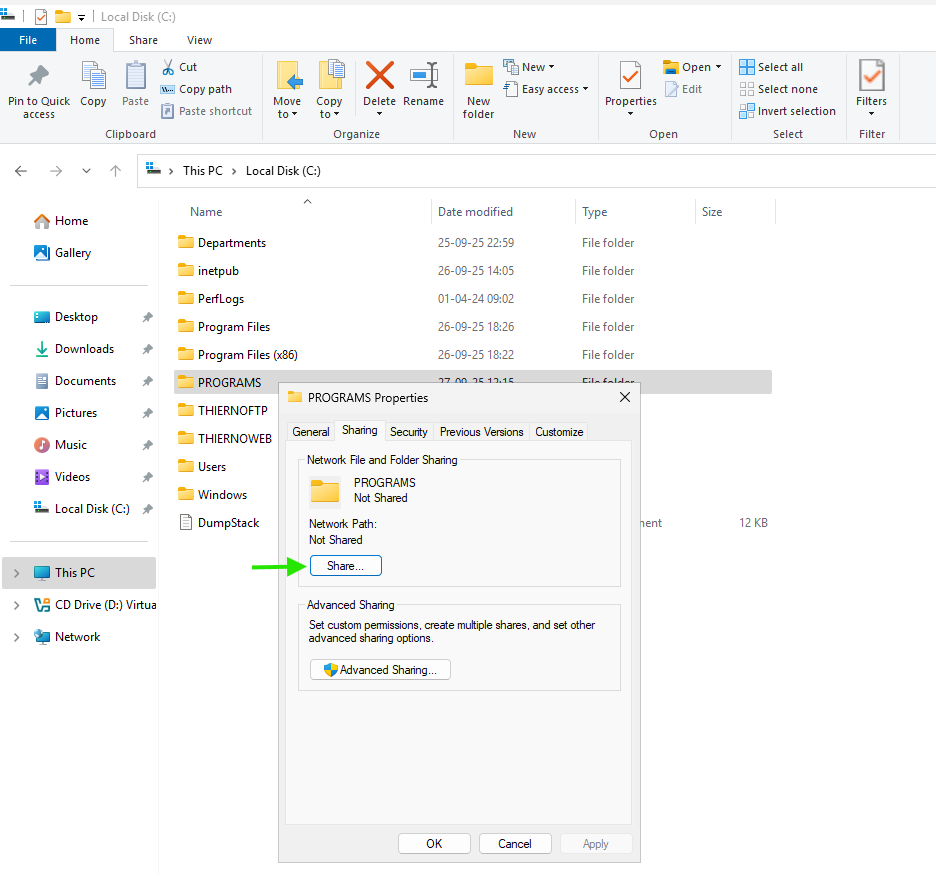 Local Disk (C:)
File Home Share View
Pin to Quick access
Copy
Paste
Cut
Copy path
Paste shortcut
Clipboard
Move to
Copy to
Delete
Rename
Organize
New folder
New
Easy access
New
Properties
Open
Edit
Open
Select all
Select none
Invert selection
Select
Filters
Filter
This PC > Local Disk (C:)
Home
Gallery
Desktop
Downloads
Documents
Pictures
Music
Videos
Local Disk (C:)
This PC
CD Drive (D:) Virtua
Network
Name Date modified Type Size
Departments 25-09-25 22:59 File folder
inetpub 26-09-25 14:05 File folder
PerfLogs 01-04-24 09:02 File folder
Program Files 26-09-25 18:26 File folder
Program Files (x86) 26-09-25 18:22 File folder
PROGRAMS 27-09-25 12:15 File folder
THIERNOFTP
THIERNOWEB
Users
Windows
DumpStack ment 12 KB
PROGRAMS Properties
General Sharing Security Previous Versions Customize
Network File and Folder Sharing
PROGRAMS
Not Shared
Network Path:
Not Shared
Share...
Advanced Sharing
Set custom permissions, create multiple shares, and set other
advanced sharing options.
Advanced Sharing...
OK Cancel Apply